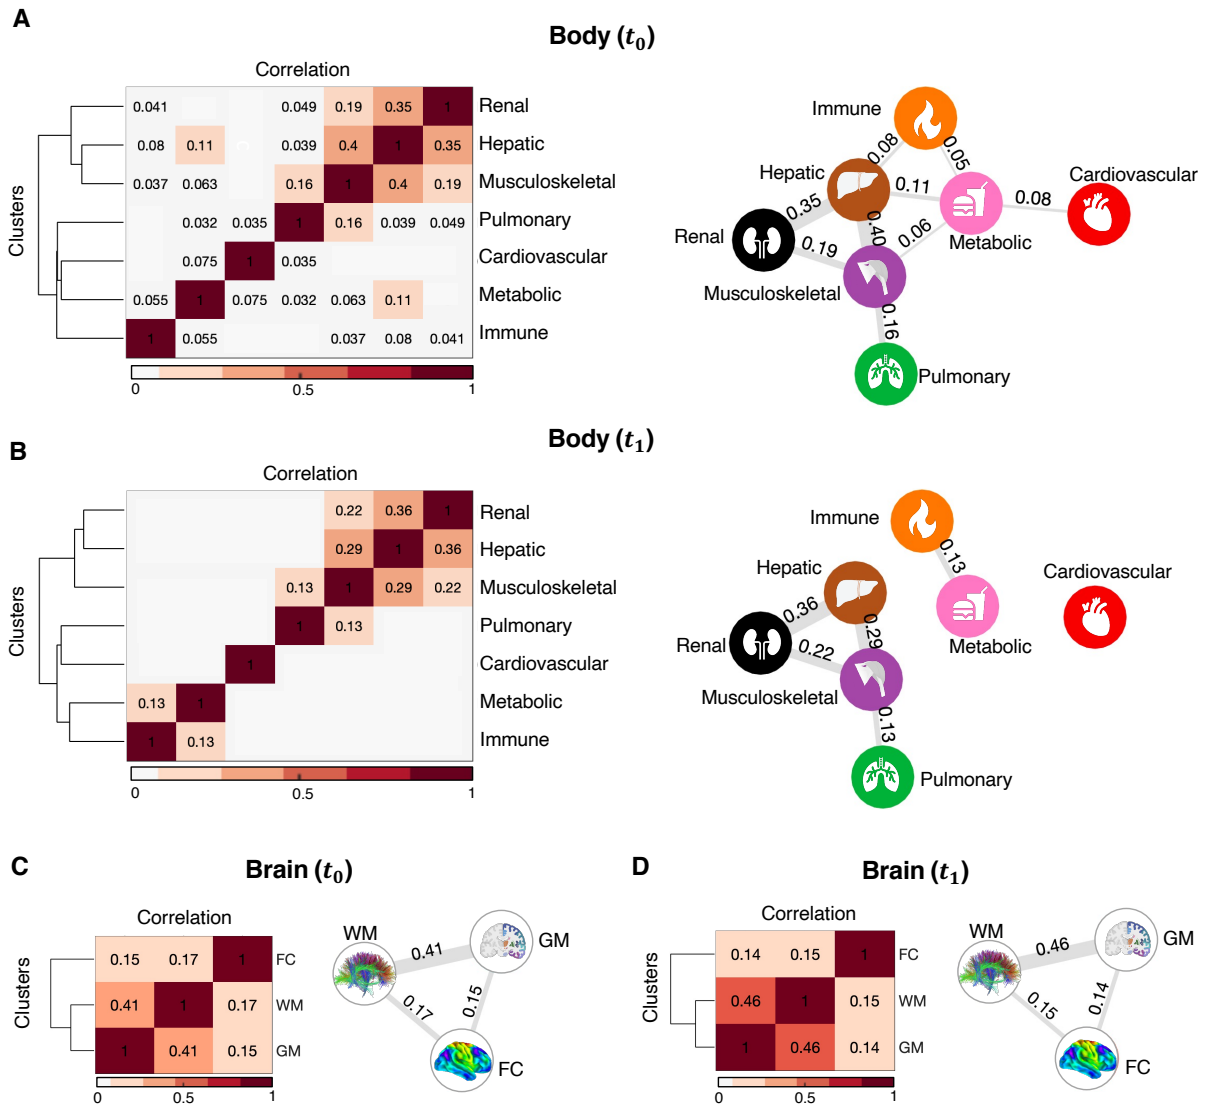 A
Body (t0)
Correlation
Clusters
0.041 0.049 0.19 0.35 1 Renal
0.08 0.11 0.039 0.4 1 0.35 Hepatic
0.037 0.063 0.16 1 0.4 0.19 Musculoskeletal
0.032 0.035 1 0.16 0.039 0.049 Pulmonary
0.075 1 0.035 Cardiovascular
0.055 1 0.075 0.032 0.063 0.11 Metabolic
1 0.055 0.037 0.08 0.041 Immune
0 0.5 1
Immune
0.08
0.05
Hepatic
0.11
Cardiovascular
0.08
0.35
Renal
0.40
0.06
Metabolic
0.19
Musculoskeletal
0.16
Pulmonary
B
Body (t1)
Correlation
Clusters
0.22 0.36 1 Renal
0.29 1 0.36 Hepatic
0.13 1 0.29 0.22 Musculoskeletal
1 0.13 Pulmonary
1 Cardiovascular
0.13 1 Metabolic
1 0.13 Immune
0 0.5 1
Immune
0.13
Hepatic
Cardiovascular
0.36
Renal
0.29
Metabolic
0.22
Musculoskeletal
0.13
Pulmonary
C
Brain (t0)
Correlation
Clusters
0.15 0.17 1 FC
0.41 1 0.17 WM
1 0.41 0.15 GM
0 0.5 1
WM
0.41
GM
0.17
0.15
FC
D
Brain (t1)
Correlation
Clusters
0.14 0.15 1 FC
0.46 1 0.15 WM
1 0.46 0.14 GM
0 0.5 1
WM
0.46
GM
0.15
0.14
FC